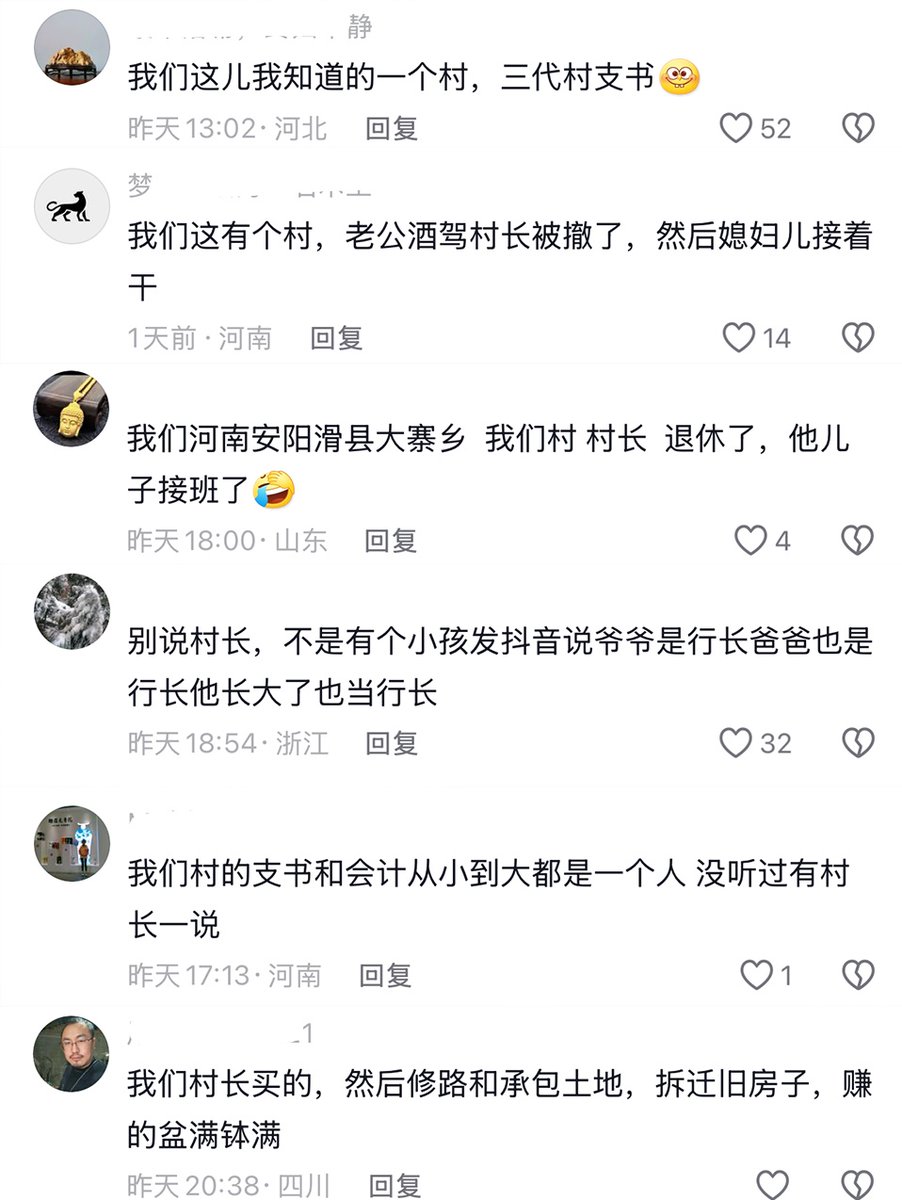 静
我们这儿我知道的一个村，三代村支书
昨天13:02·河北 回复
52
梦
我们这有个村，老公酒驾村长被撤了，然后媳妇儿接着
干
1天前·河南 回复
14
我们河南安阳滑县大寨乡 我们村 村长 退休了，他儿
子接班了
昨天18:00·山东 回复
4
别说村长，不是有个小孩发抖音说爷爷是行长爸爸也是
行长他长大了也当行长
昨天18:54·浙江 回复
32
我们村的支书和会计从小到大都是一个人 没听过有村
长一说
昨天17:13·河南 回复
1
1
我们村长买的，然后修路和承包土地，拆迁旧房子，赚
的盆满钵满
昨天20:38·四川 回复